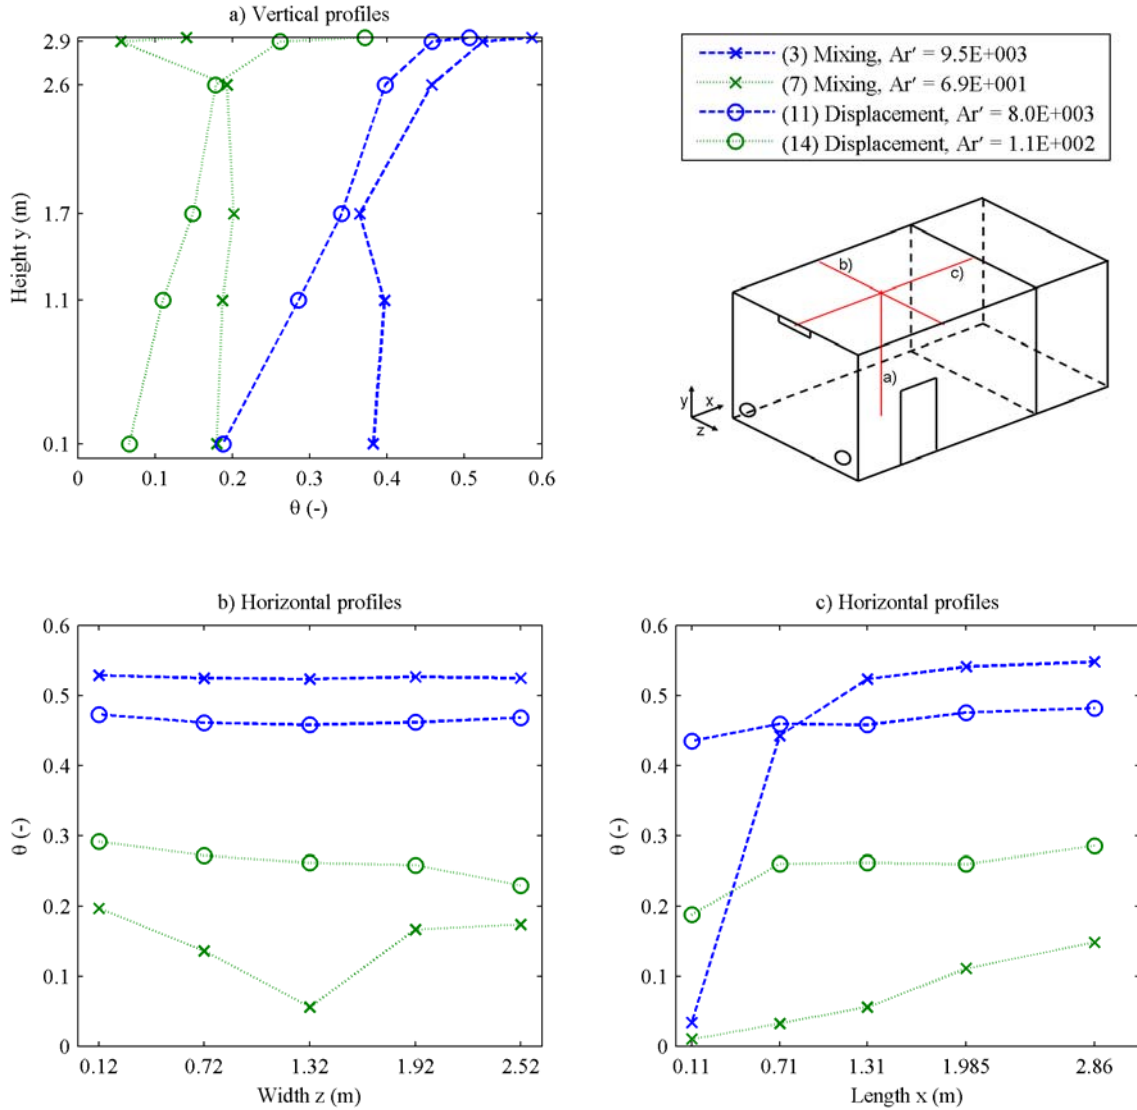 a) Vertical profiles
2.9
2.6
1.7
1.1
0.1
Height y (m)
0 0.1 0.2 0.3 0.4 0.5 0.6
θ (-)
(3) Mixing, Ar′ = 9.5E+003
(7) Mixing, Ar′ = 6.9E+001
(11) Displacement, Ar′ = 8.0E+003
(14) Displacement, Ar′ = 1.1E+002
b)
c)
a)
y
x
z
b) Horizontal profiles
0.6
0.5
0.4
0.3
0.2
0.1
0
θ (-)
0.12 0.72 1.32 1.92 2.52
Width z (m)
c) Horizontal profiles
0.6
0.5
0.4
0.3
0.2
0.1
0
θ (-)
0.11 0.71 1.31 1.985 2.86
Length x (m)